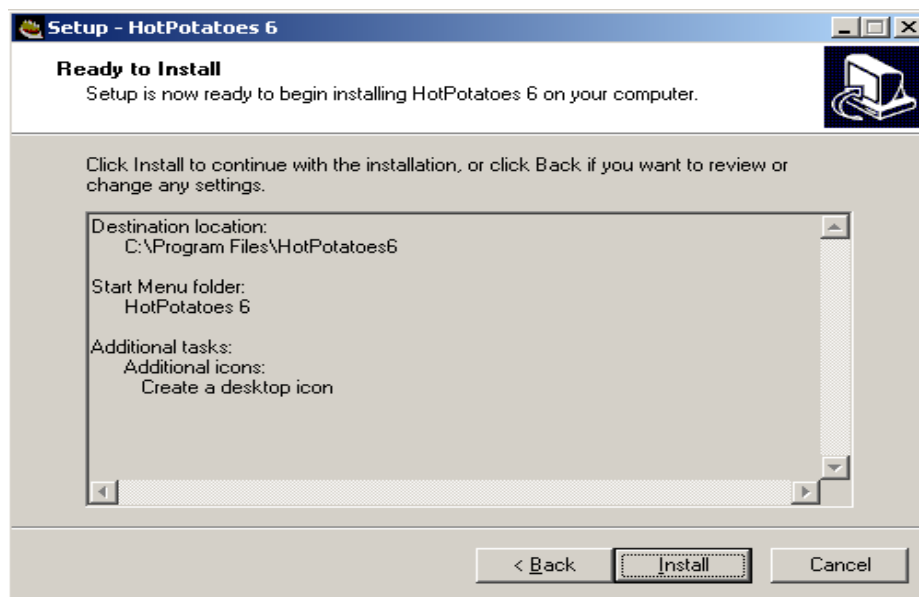 Setup - HotPotatoes 6
Ready to Install
Setup is now ready to begin installing HotPotatoes 6 on your computer.
Click Install to continue with the installation, or click Back if you want to review or
change any settings.
Destination location:
C:\Program Files\HotPotatoes6
Start Menu folder:
HotPotatoes 6
Additional tasks:
Additional icons:
Create a desktop icon
< Back Install Cancel